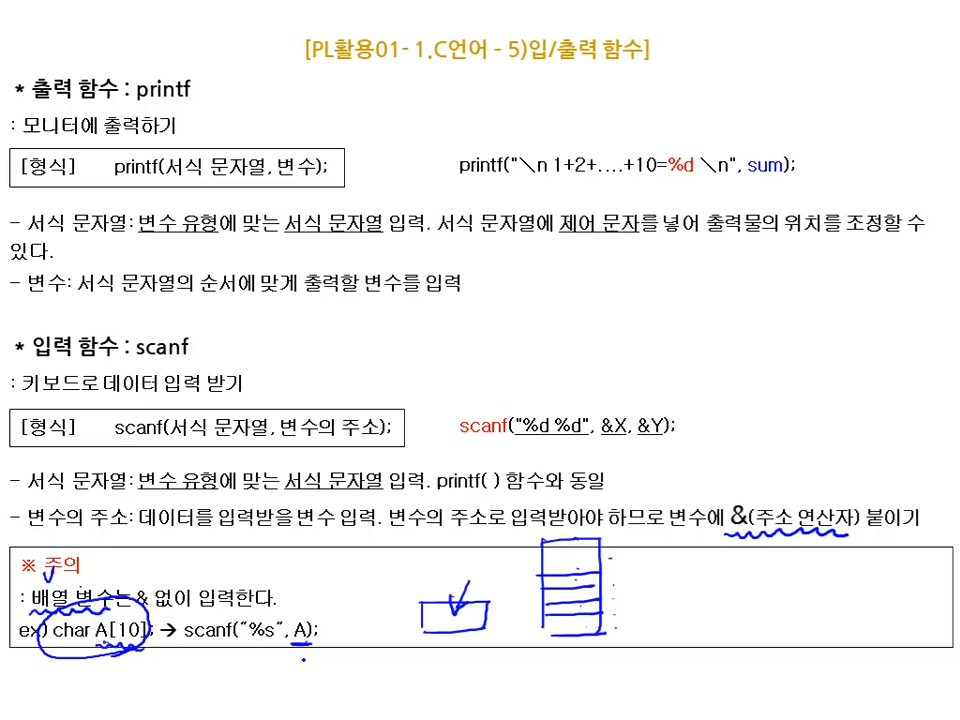 [PL활용01- 1.C언어 - 5)입/출력 함수]
* 출력 함수 : printf
: 모니터에 출력하기
[형식] printf(서식 문자열, 변수);
printf("\n 1+2+....+10=%d \n", sum);
- 서식 문자열: 변수 유형에 맞는 서식 문자열 입력. 서식 문자열에 제어 문자를 넣어 출력물의 위치를 조정할 수
있다.
- 변수: 서식 문자열의 순서에 맞게 출력할 변수를 입력
* 입력 함수 : scanf
: 키보드로 데이터 입력 받기
[형식] scanf(서식 문자열, 변수의 주소);
scanf("%d %d", &X, &Y);
- 서식 문자열: 변수 유형에 맞는 서식 문자열 입력. printf( ) 함수와 동일
- 변수의 주소: 데이터를 입력받을 변수 입력. 변수의 주소로 입력받아야 하므로 변수에 &(주소 연산자) 붙이기
※ 주의
: 배열 변수는 & 없이 입력한다.
ex) char A[10]; → scanf("%s", A);